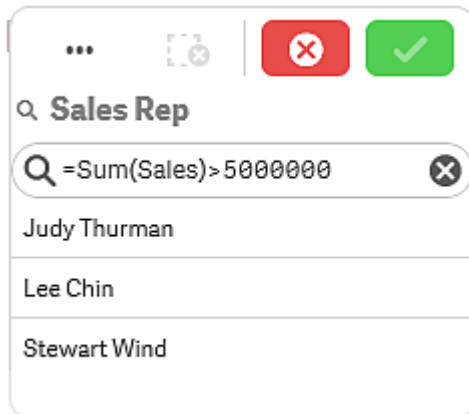 Sales Rep
=Sum(Sales)>5000000
Judy Thurman
Lee Chin
Stewart Wind